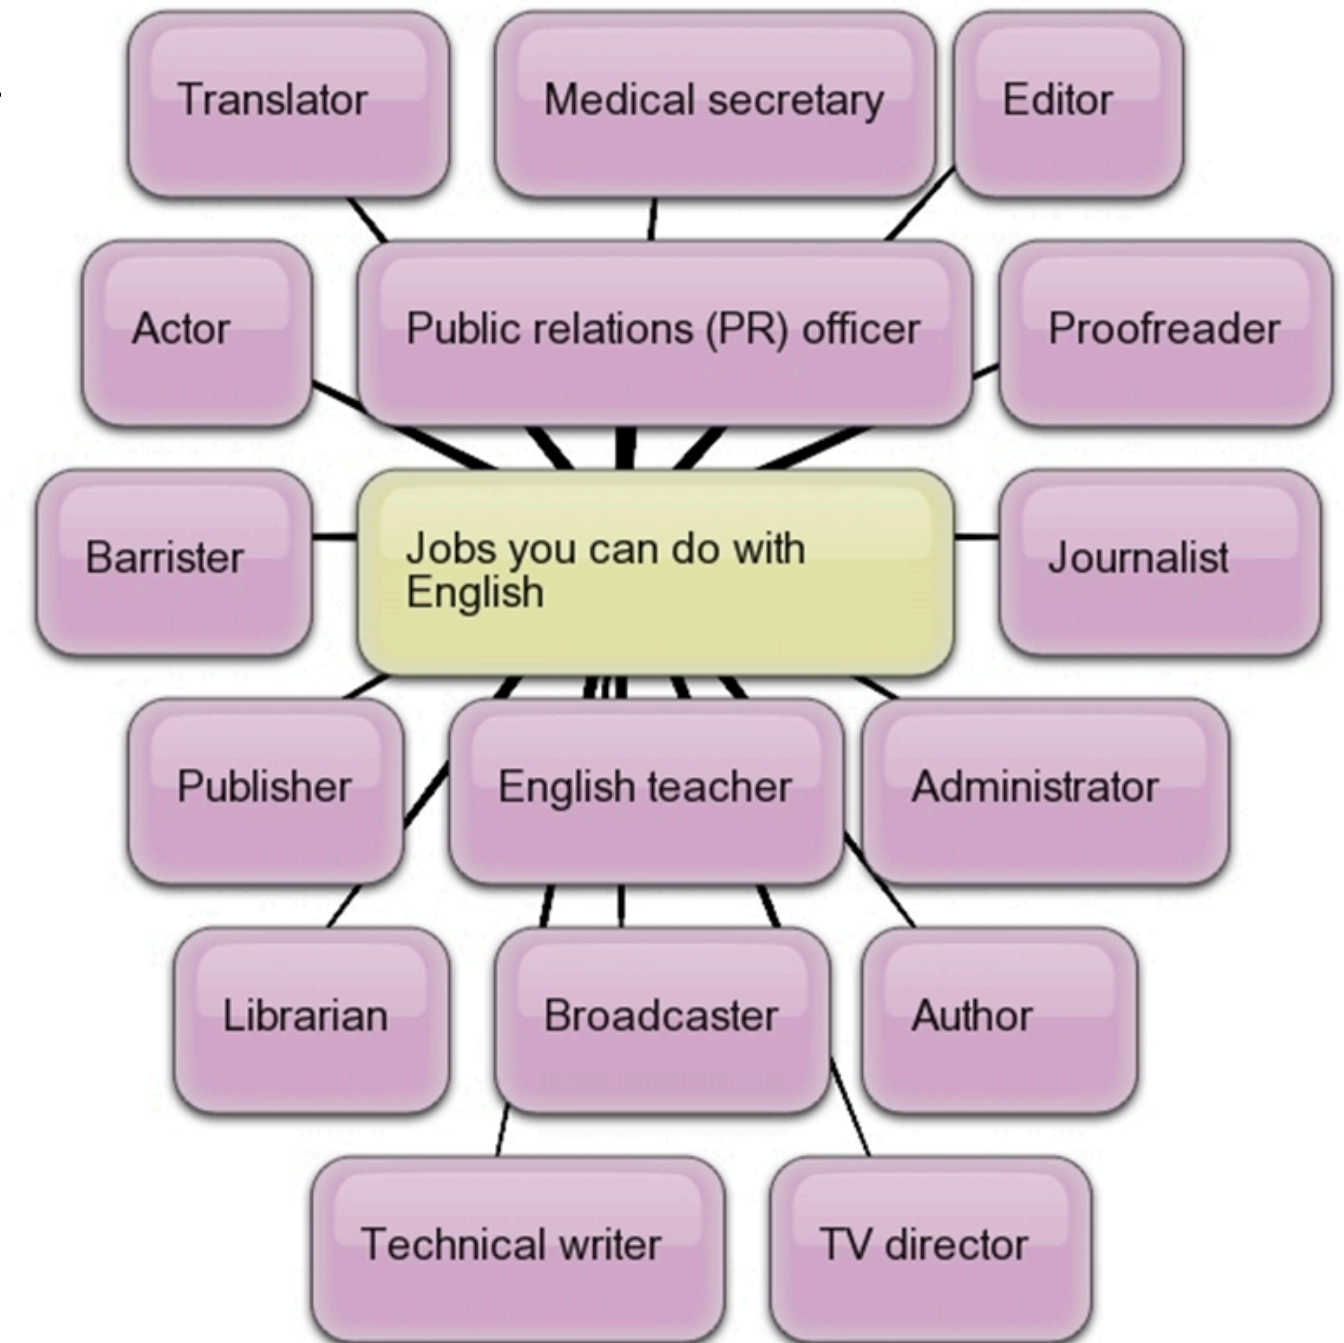 Translator
Medical secretary
Editor
Actor
Public relations (PR) officer
Proofreader
Barrister
Jobs you can do with
English
Journalist
Publisher
English teacher
Administrator
Librarian
Broadcaster
Author
Technical writer
TV director